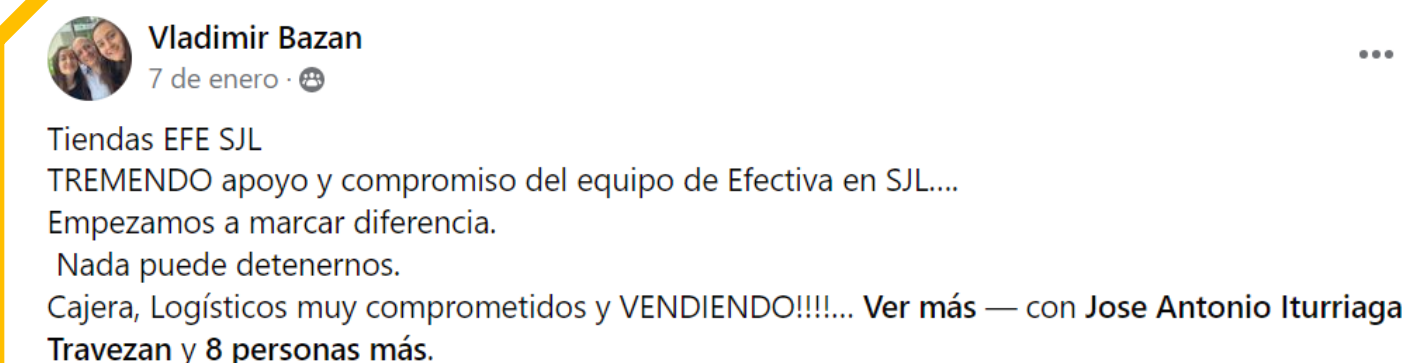 Vladimir Bazan
7 de enero ·
Tiendas EFE SJL
TREMENDO apoyo y compromiso del equipo de Efectiva en SJL....
Empezamos a marcar diferencia.
Nada puede detenernos.
Cajera, Logísticos muy comprometidos y VENDIENDO!!!!... Ver más — con Jose Antonio Iturriaga
Travezan y 8 personas más.